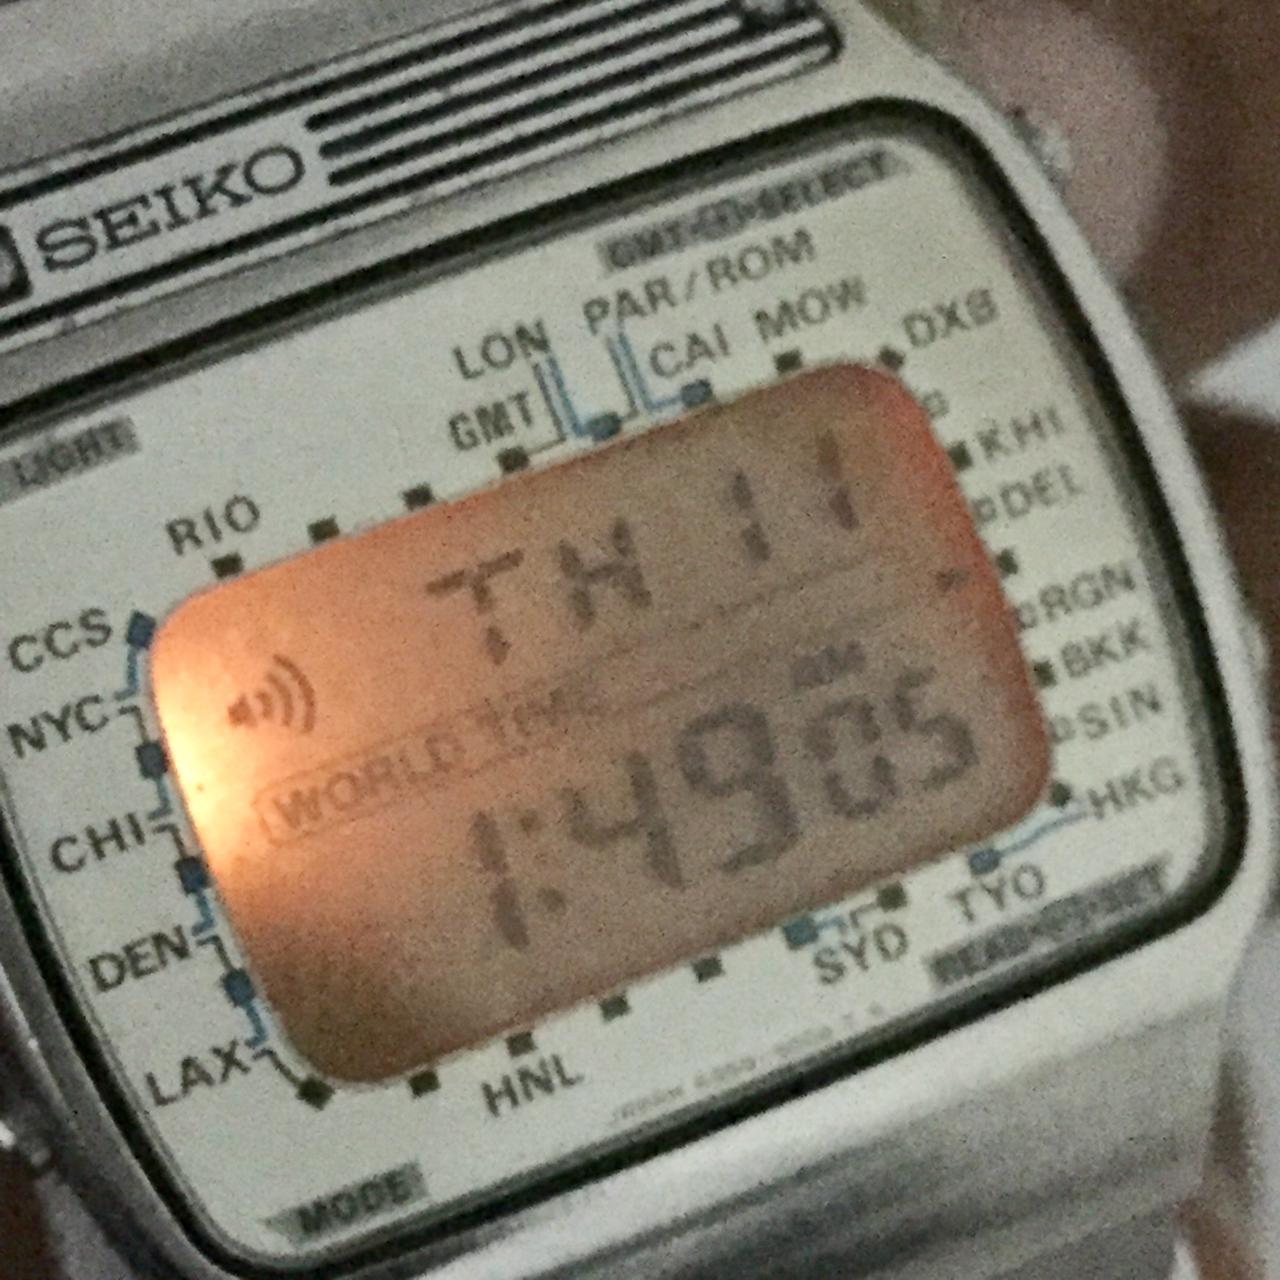 SEIKO
GMT-⊕-SELECT
PAR/ROM
LON
CAI MOW
DXB
GMT
LIGHT
KHI
RIO
DEL
TH 11
RGN
CCS
BKK
NYC
WORLD TIME
AM
SIN
1:49 05
HKG
CHI
TYO
DEN
SYD
LAX
HNL
MODE